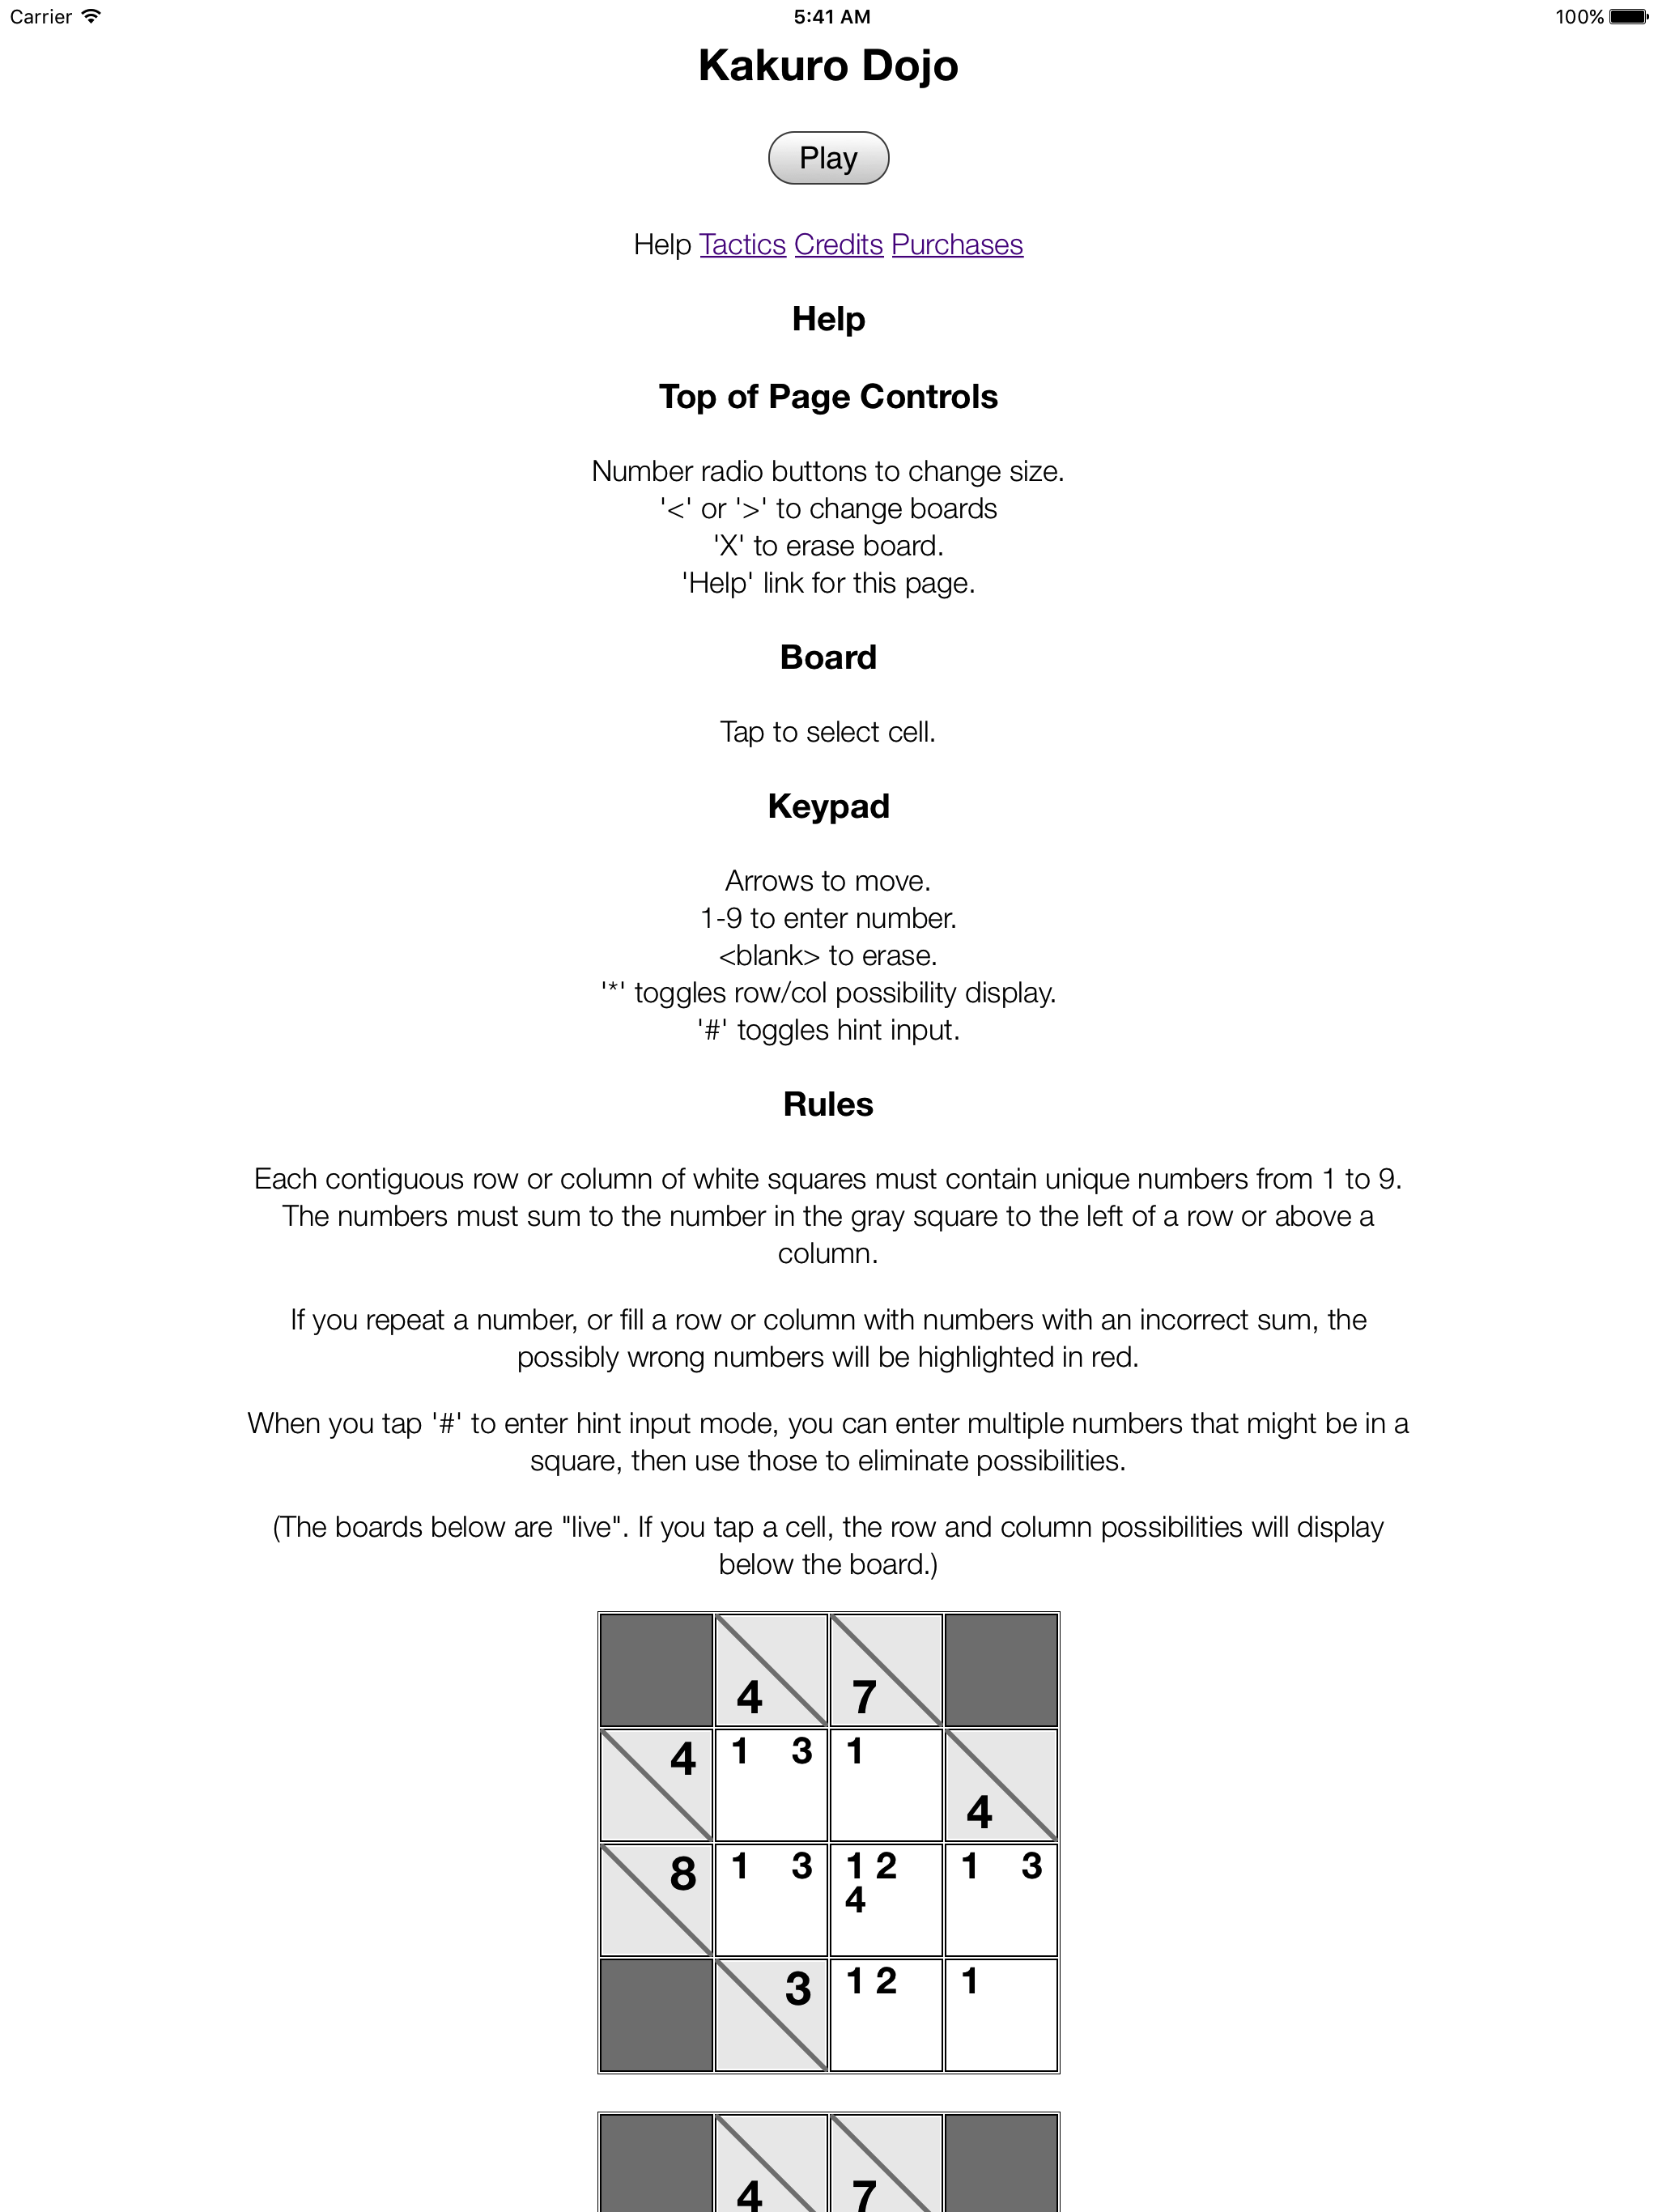 Carrier 5:41 AM 100%
Kakuro Dojo
Play
Help Tactics Credits Purchases
Help
Top of Page Controls
Number radio buttons to change size.
'<' or '>' to change boards
'X' to erase board.
'Help' link for this page.
Board
Tap to select cell.
Keypad
Arrows to move.
1-9 to enter number.
<blank> to erase.
'*' toggles row/col possibility display.
'#' toggles hint input.
Rules
Each contiguous row or column of white squares must contain unique numbers from 1 to 9.
The numbers must sum to the number in the gray square to the left of a row or above a
column.
If you repeat a number, or fill a row or column with numbers with an incorrect sum, the
possibly wrong numbers will be highlighted in red.
When you tap '#' to enter hint input mode, you can enter multiple numbers that might be in a
square, then use those to eliminate possibilities.
(The boards below are "live". If you tap a cell, the row and column possibilities will display
below the board.)
4 7
4 1 3 1
4
8 1 3 1 2 1 3
4
3 1 2 1
4 7